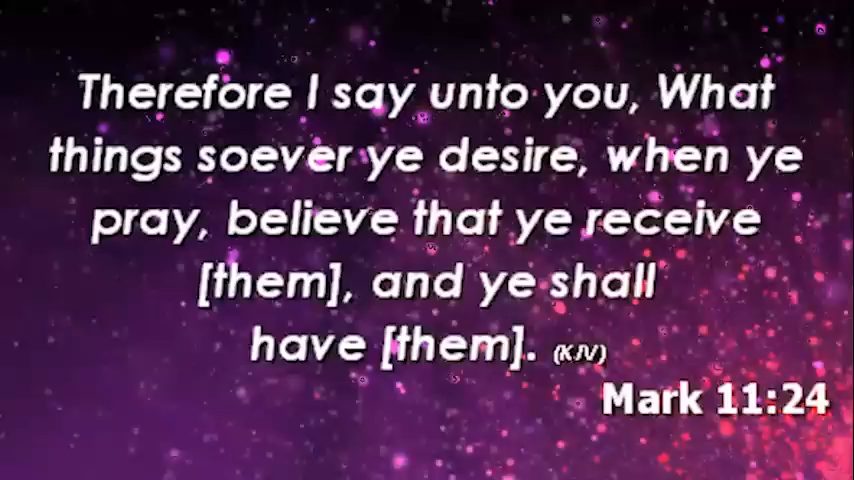 Therefore I say unto you, What
things soever ye desire, when ye
pray, believe that ye receive
[them], and ye shall
have [them]. (KJV)
Mark 11:24